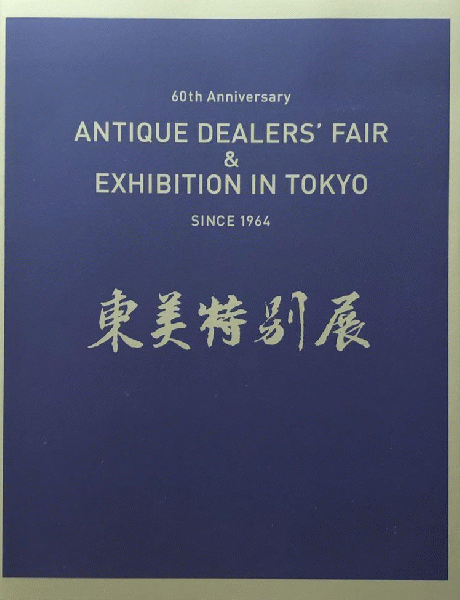 60th Anniversary
ANTIQUE DEALERS’ FAIR
&
EXHIBITION IN TOKYO
SINCE 1964
東美特別展